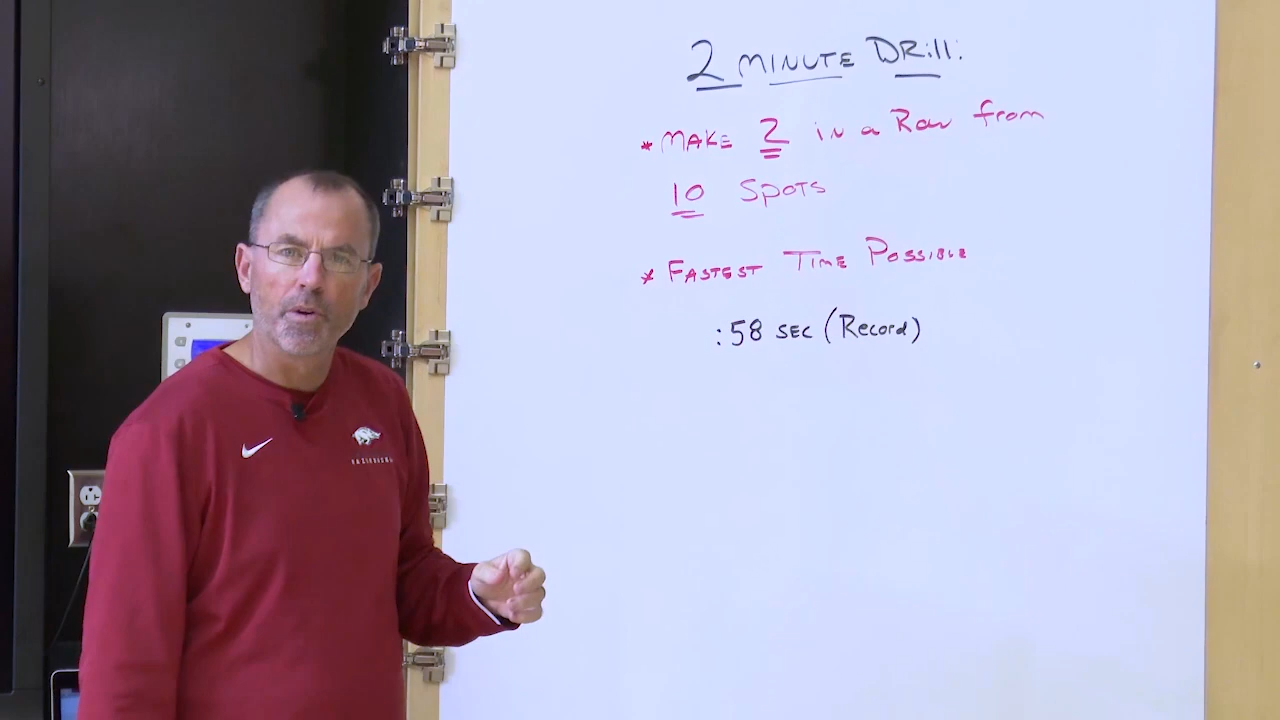 2 MINUTE DRill:
* MAKE 2 in a Row from
10 SPOTS
* FASTEST TIME POSSIBLE
:58 SEC (Record)